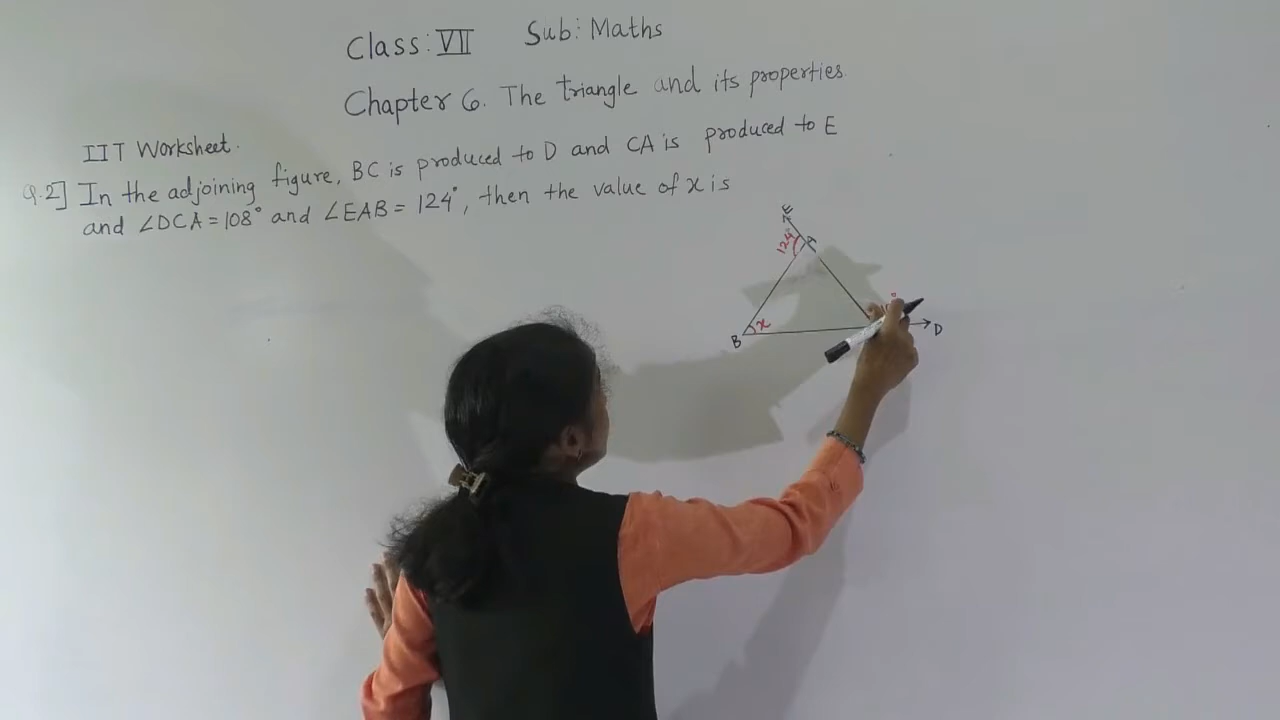 Class: VII Sub: Maths
Chapter 6. The triangle and its properties.
IIT Worksheet.
Q.2] In the adjoining figure, BC is produced to D and CA is produced to E
and ∠DCA = 108° and ∠EAB = 124°, then the value of x is
E
124°
A
x
B
D